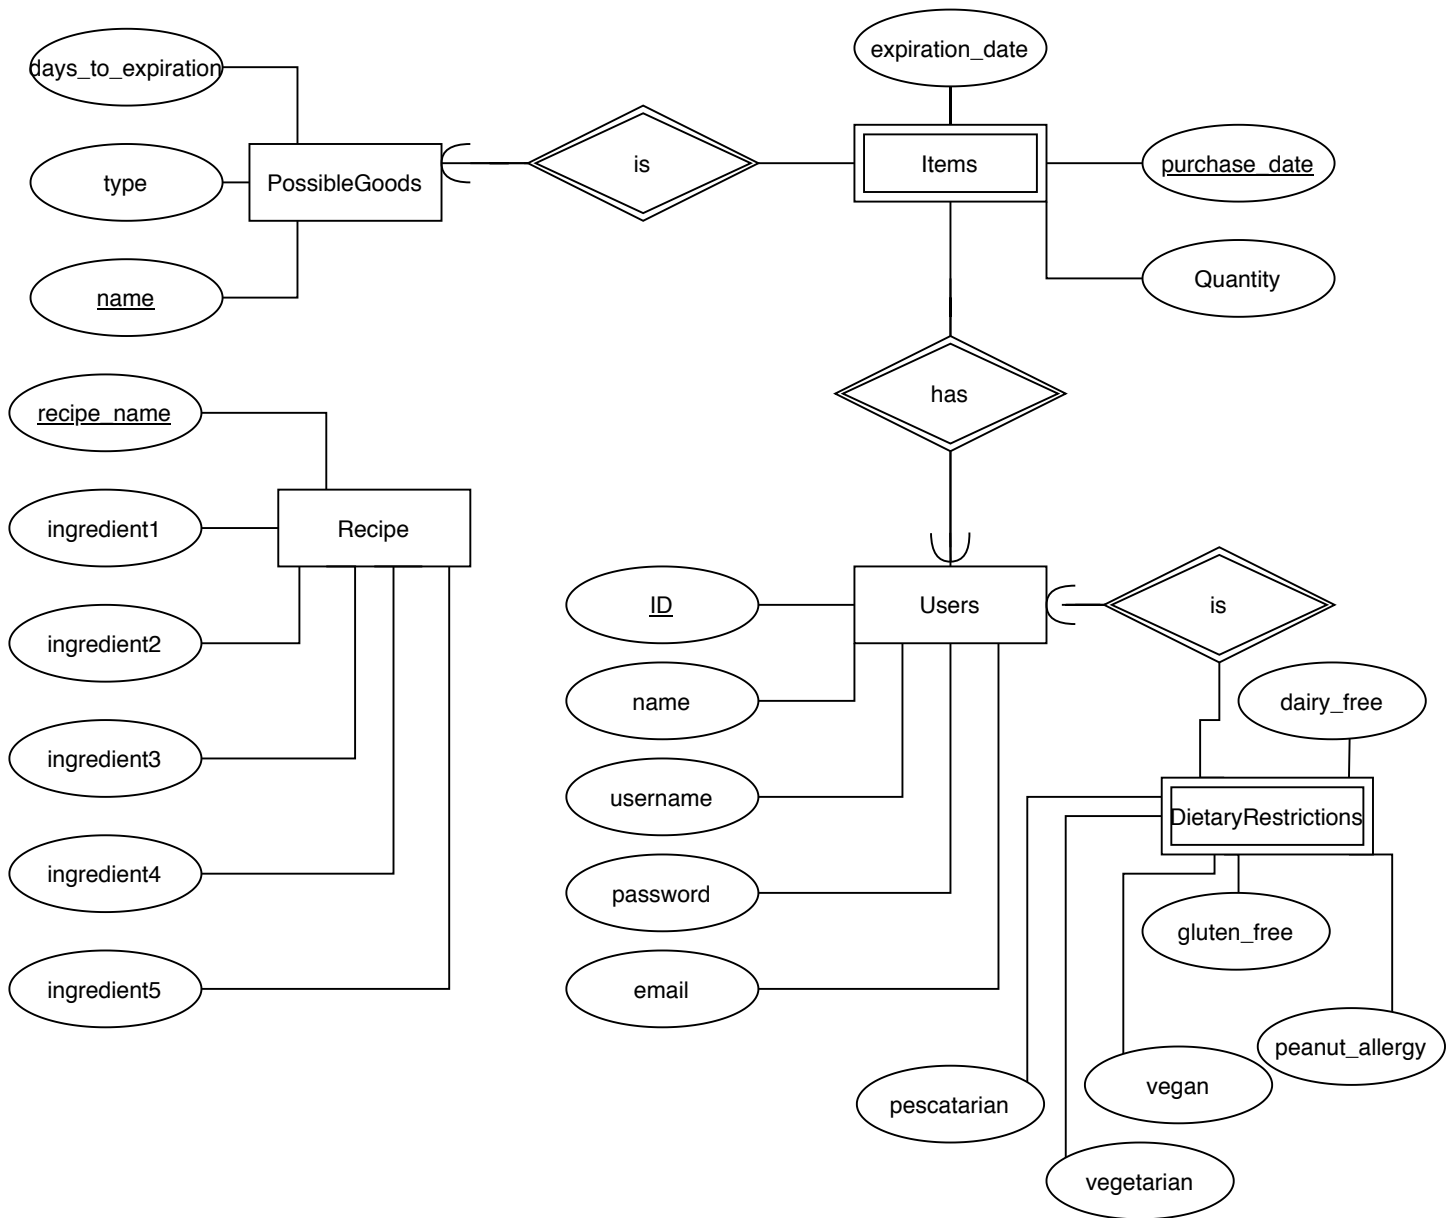 days_to_expiration
type
name
PossibleGoods
is
expiration_date
Items
purchase_date
Quantity
has
recipe_name
ingredient1
ingredient2
ingredient3
ingredient4
ingredient5
Recipe
ID
name
username
password
email
Users
is
dairy_free
DietaryRestrictions
gluten_free
peanut_allergy
vegan
pescatarian
vegetarian